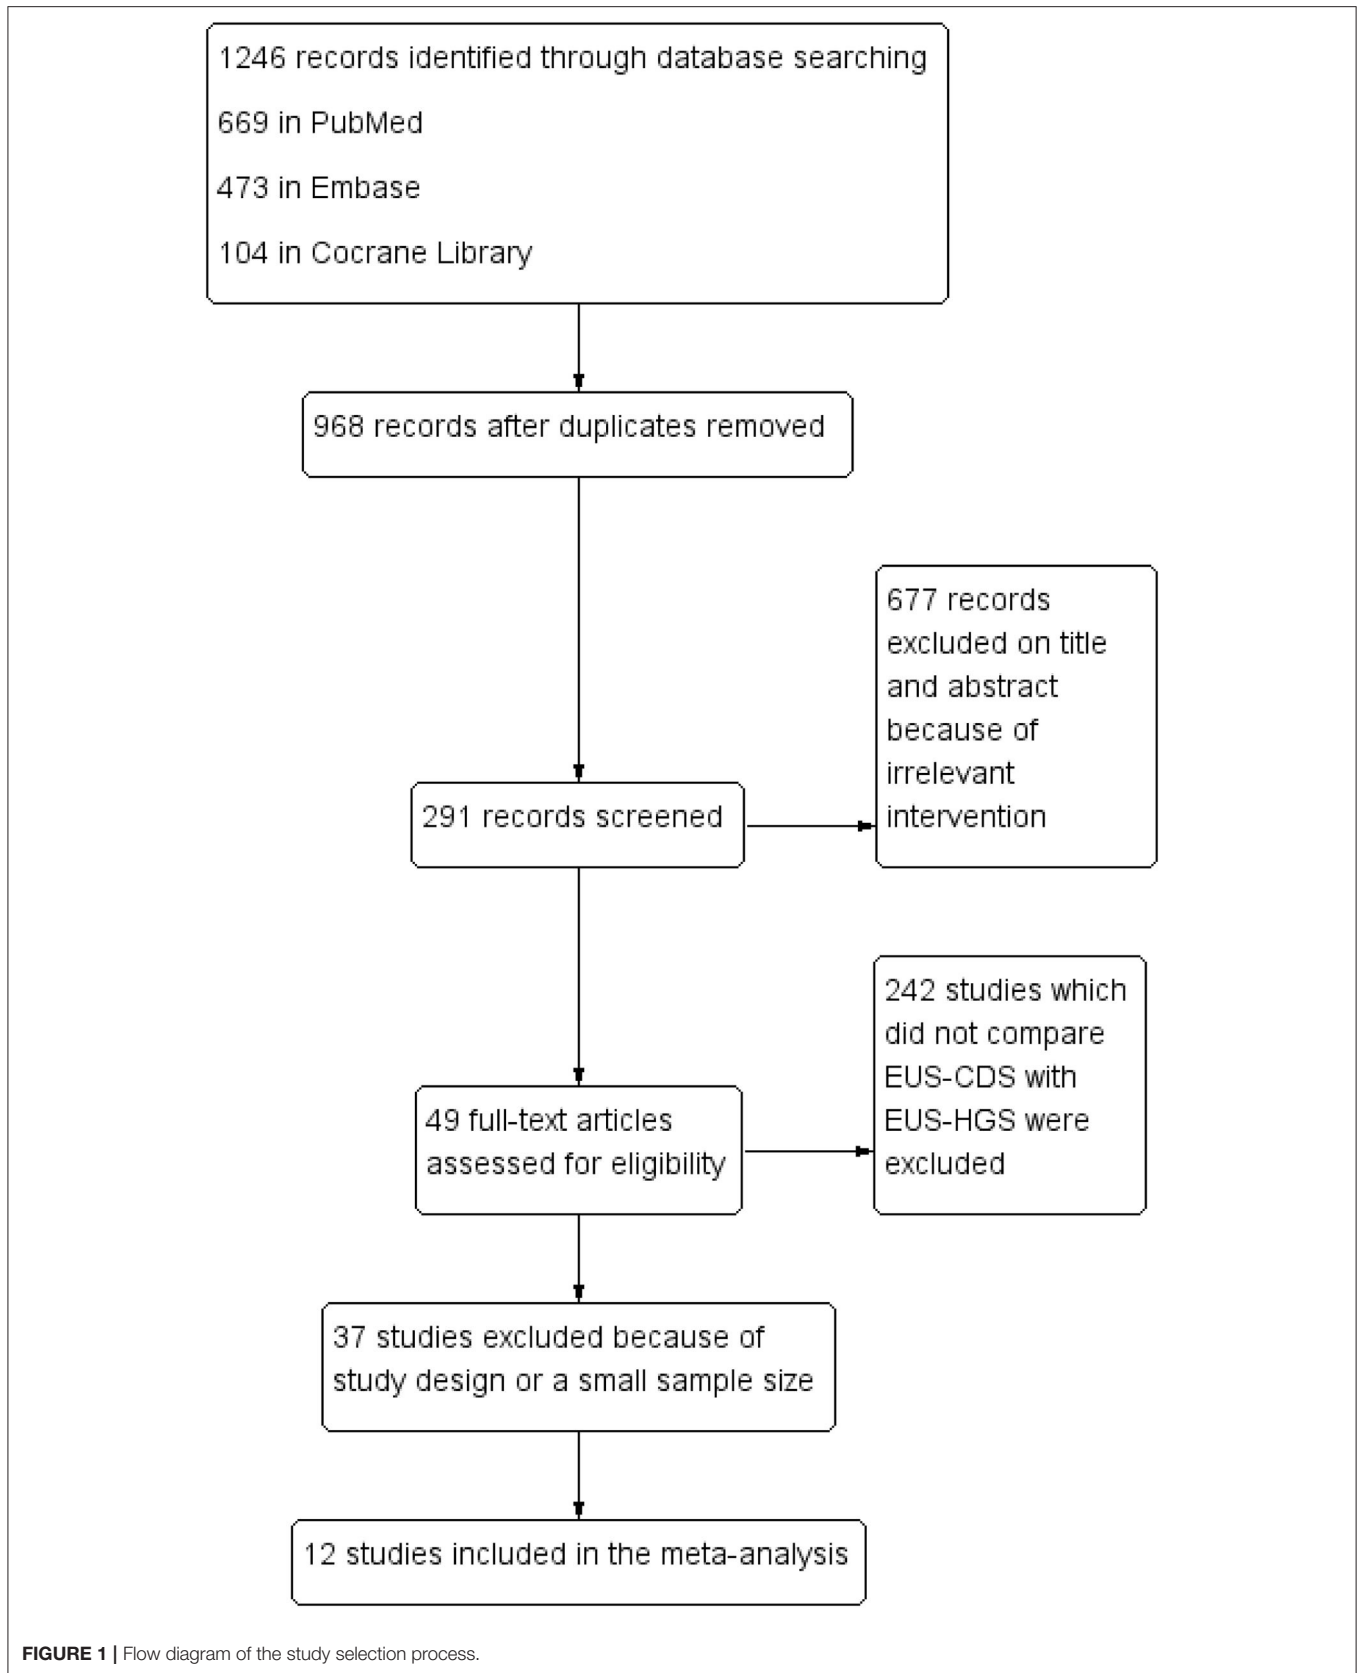 1246 records identified through database searching
669 in PubMed
473 in Embase
104 in Cocrane Library
968 records after duplicates removed
677 records
excluded on title
and abstract
because of
irrelevant
intervention
291 records screened
242 studies which
did not compare
EUS-CDS with
EUS-HGS were
excluded
49 full-text articles
assessed for eligibility
37 studies excluded because of
study design or a small sample size
12 studies included in the meta-analysis
FIGURE 1 | Flow diagram of the study selection process.